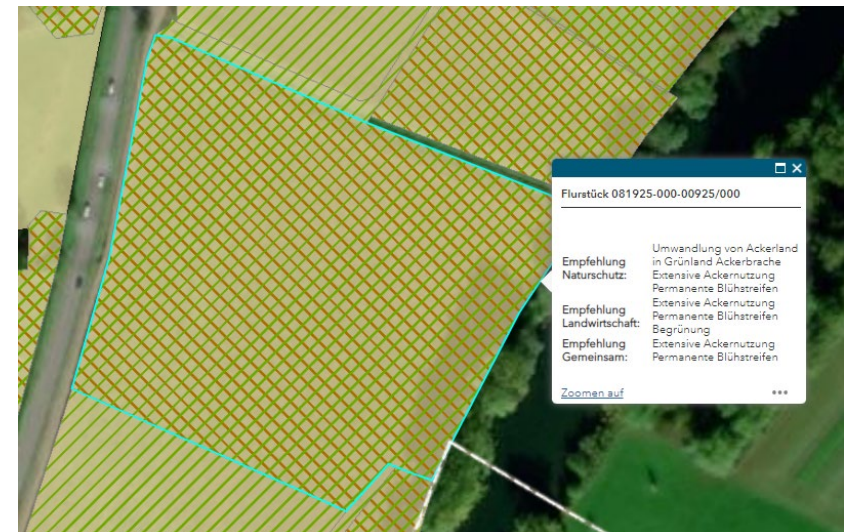 Flurstück 081925-000-00925/000
Empfehlung Naturschutz:
Umwandlung von Ackerland
in Grünland Ackerbrache
Extensive Ackernutzung
Permanente Blühstreifen
Empfehlung Landwirtschaft:
Extensive Ackernutzung
Permanente Blühstreifen
Begrünung
Empfehlung Gemeinsam:
Extensive Ackernutzung
Permanente Blühstreifen
Zoomen auf